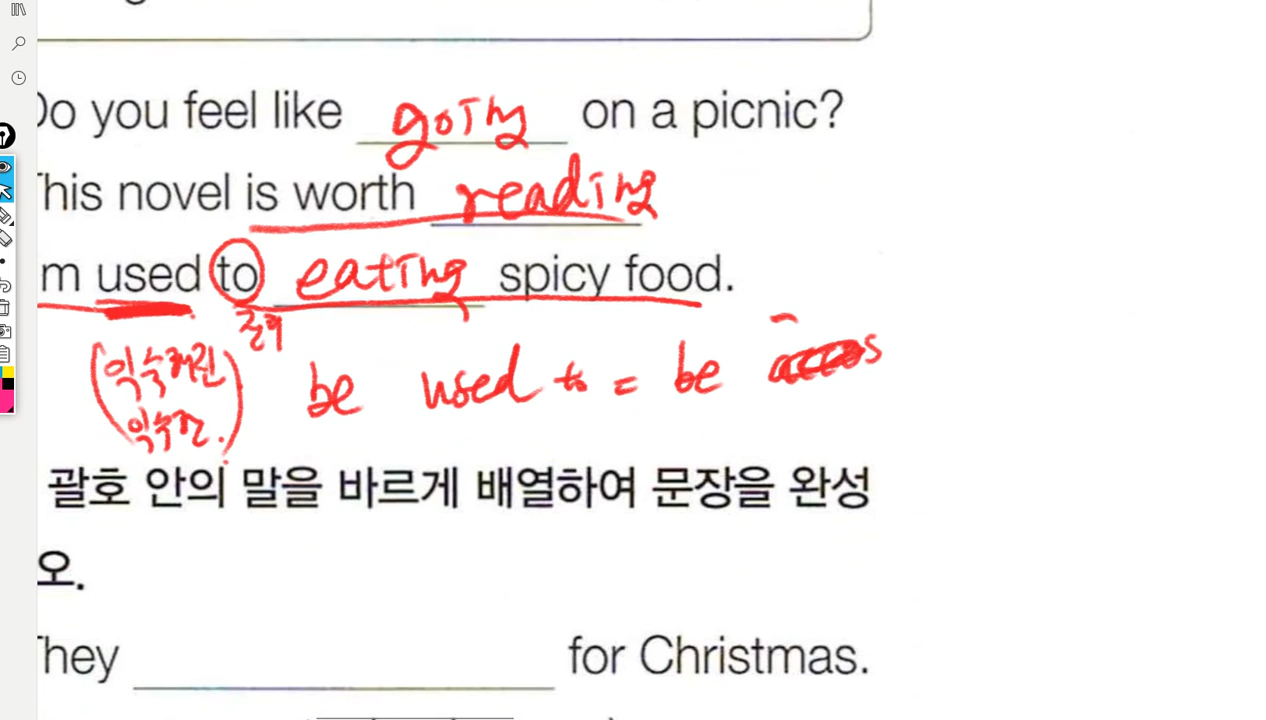 Do you feel like going on a picnic?
This novel is worth reading
m used to eating spicy food.
익숙해진
익숙한.
be used to = be
괄호 안의 말을 바르게 배열하여 문장을 완성
오.
They for Christmas.